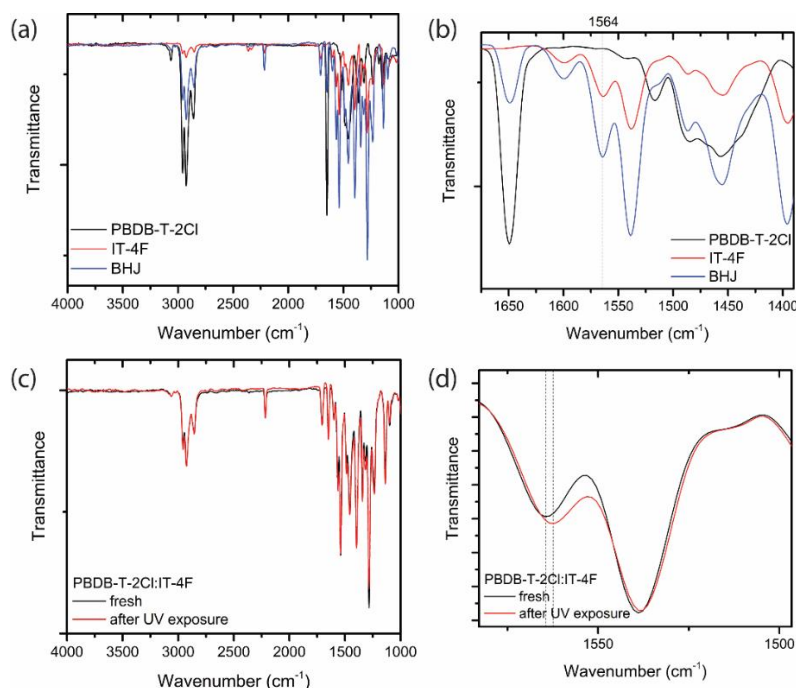 (a)
Transmittance
PBDB-T-2Cl
IT-4F
BHJ
4000 3500 3000 2500 2000 1500 1000
Wavenumber (cm-1)
(b)
1564
Transmittance
PBDB-T-2Cl
IT-4F
BHJ
1650 1600 1550 1500 1450 1400
Wavenumber (cm-1)
(c)
Transmittance
PBDB-T-2Cl:IT-4F
fresh
after UV exposure
4000 3500 3000 2500 2000 1500 1000
Wavenumber (cm-1)
(d)
Transmittance
PBDB-T-2Cl:IT-4F
fresh
after UV exposure
1550 1500
Wavenumber (cm-1)